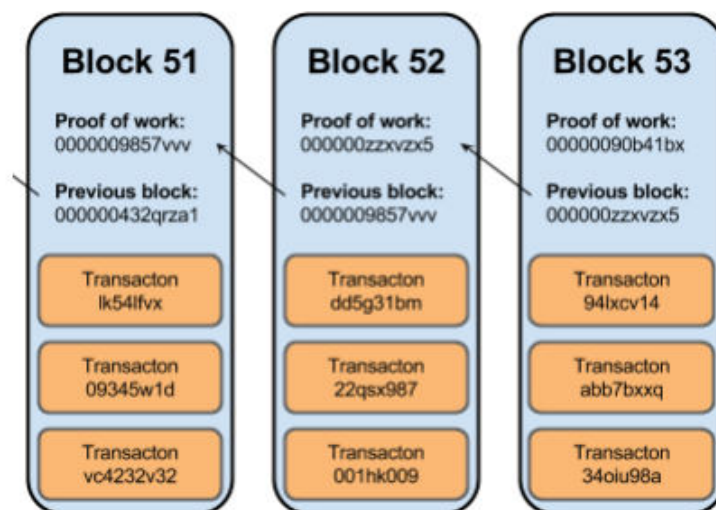 Block 51
Proof of work:
0000009857vvv
Previous block:
000000432qrza1
Transacton
lk54lfvx
Transacton
09345w1d
Transacton
vc4232v32
Block 52
Proof of work:
000000zzxvzx5
Previous block:
0000009857vvv
Transacton
dd5g31bm
Transacton
22qsx987
Transacton
001hk009
Block 53
Proof of work:
00000090b41bx
Previous block:
000000zzxvzx5
Transacton
94lxcv14
Transacton
abb7bxxq
Transacton
34oiu98a